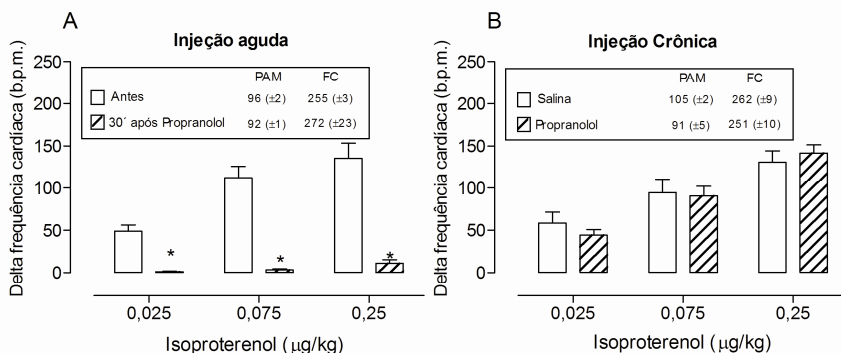 A
Injeção aguda
Delta frequência cardíaca (b.p.m.)
250
200
150
100
50
0
PAM FC
Antes 96 (±2) 255 (±3)
30´ após Propranolol 92 (±1) 272 (±23)
* * *
0,025 0,075 0,25
Isoproterenol (µg/kg)
B
Injeção Crônica
Delta frequência cardíaca (b.p.m.)
250
200
150
100
50
0
PAM FC
Salina 105 (±2) 262 (±9)
Propranolol 91 (±5) 251 (±10)
0,025 0,075 0,25
Isoproterenol (µg/kg)